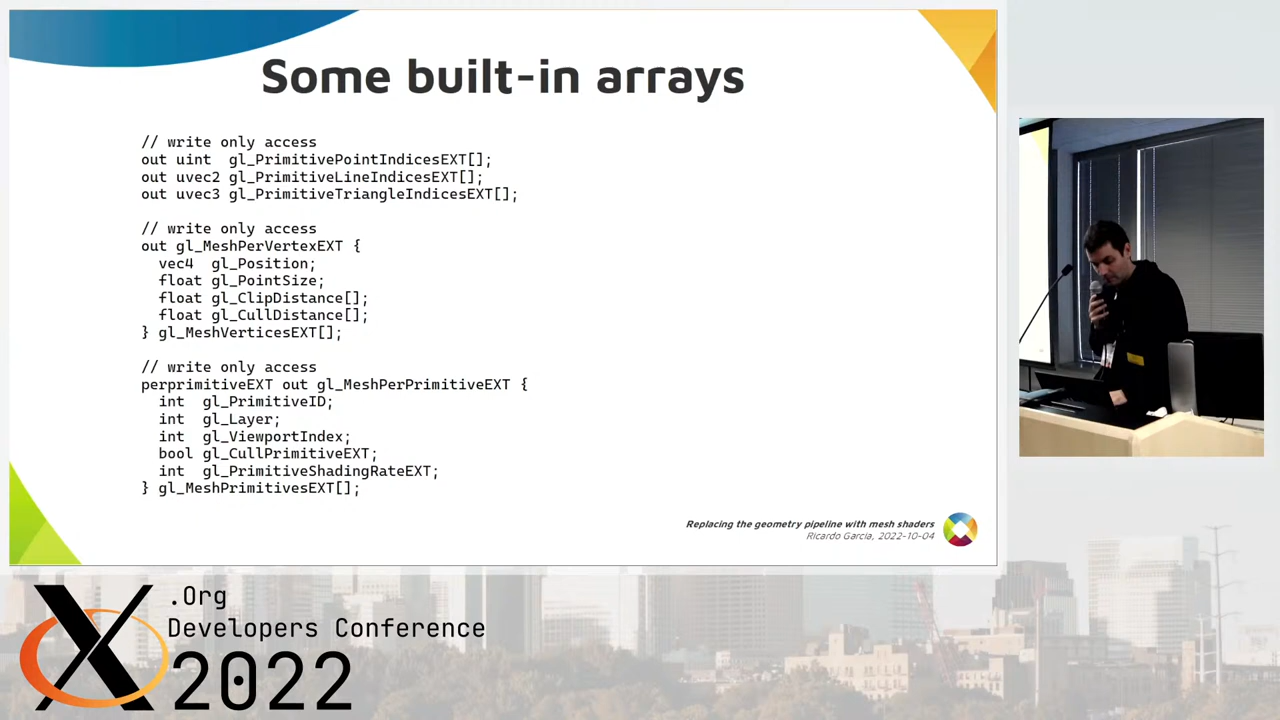 Some built-in arrays
// write only access
out uint  gl_PrimitivePointIndicesEXT[];
out uvec2 gl_PrimitiveLineIndicesEXT[];
out uvec3 gl_PrimitiveTriangleIndicesEXT[];
// write only access
out gl_MeshPerVertexEXT {
  vec4  gl_Position;
  float gl_PointSize;
  float gl_ClipDistance[];
  float gl_CullDistance[];
} gl_MeshVerticesEXT[];
// write only access
perprimitiveEXT out gl_MeshPerPrimitiveEXT {
  int  gl_PrimitiveID;
  int  gl_Layer;
  int  gl_ViewportIndex;
  bool gl_CullPrimitiveEXT;
  int  gl_PrimitiveShadingRateEXT;
} gl_MeshPrimitivesEXT[];
Replacing the geometry pipeline with mesh shaders
Ricardo Garcia, 2022-10-04
X.Org
Developers Conference
2022